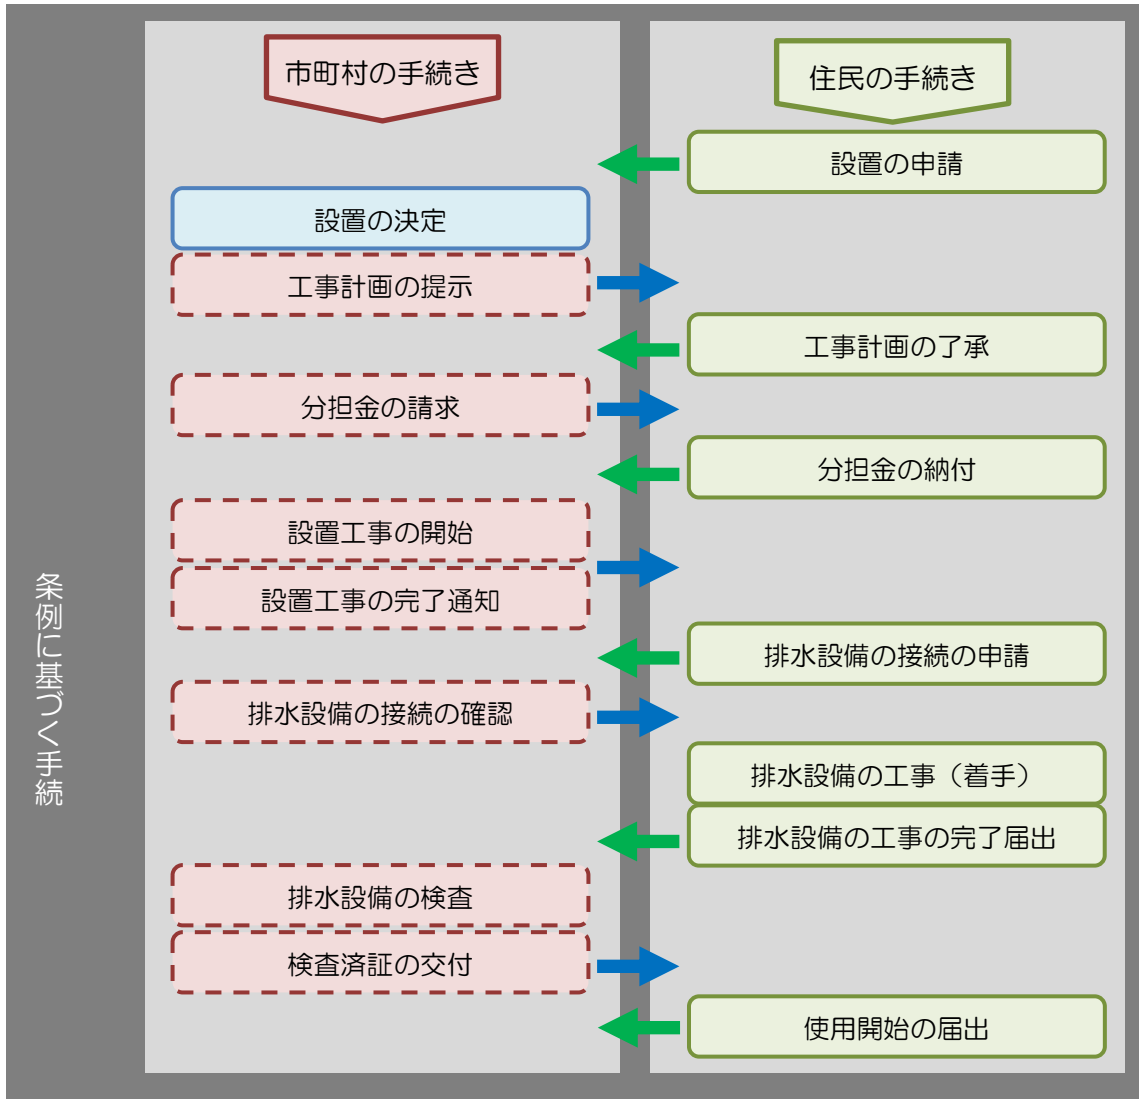 市町村の手続き
住民の手続き
設置の申請
設置の決定
工事計画の提示
工事計画の了承
分担金の請求
分担金の納付
設置工事の開始
設置工事の完了通知
排水設備の接続の申請
排水設備の接続の確認
排水設備の工事（着手）
排水設備の工事の完了届出
排水設備の検査
検査済証の交付
使用開始の届出
条例に基づく手続